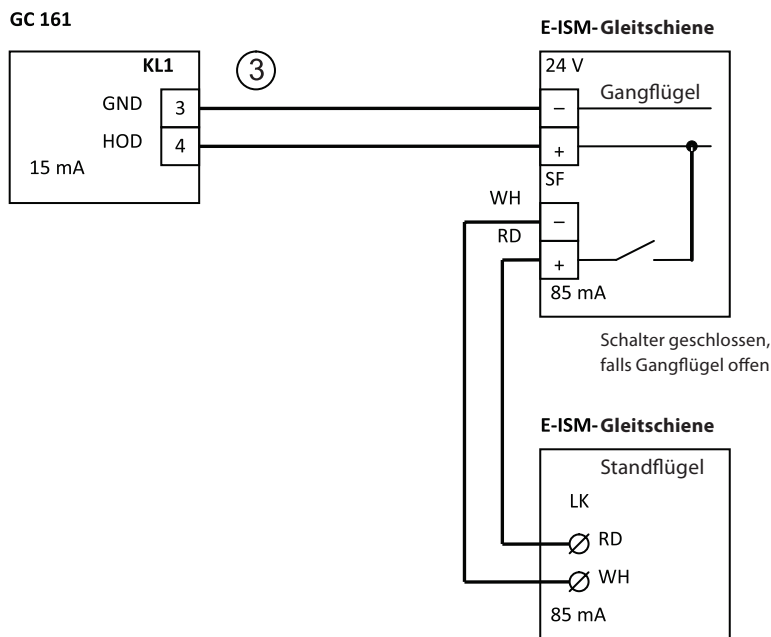 GC 161
KL1
GND 3
HOD 4
15 mA
3
E-ISM-Gleitschiene
24 V
– Gangflügel
+
SF
WH –
RD +
85 mA
Schalter geschlossen,
falls Gangflügel offen
E-ISM-Gleitschiene
Standflügel
LK
RD
WH
85 mA